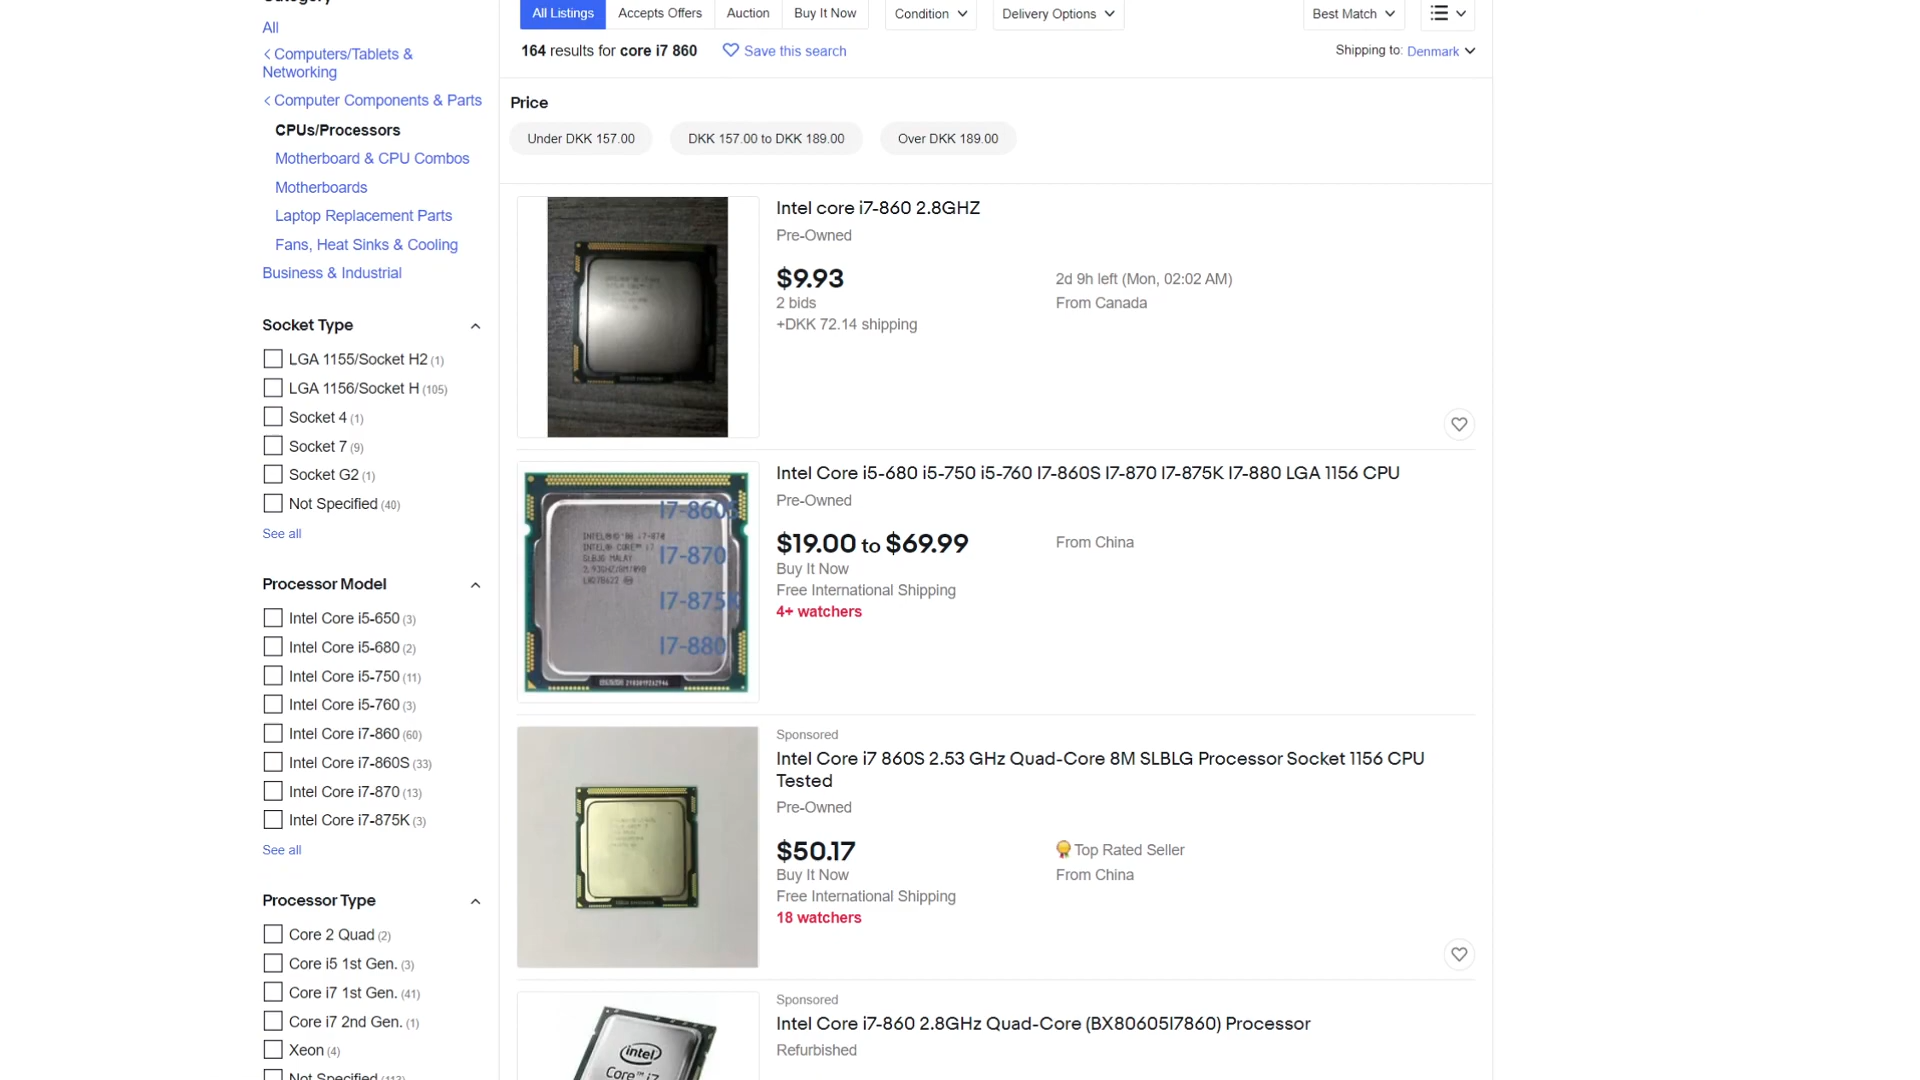 All
Computers/Tablets &
Networking
Computer Components & Parts
CPUs/Processors
Motherboard & CPU Combos
Motherboards
Laptop Replacement Parts
Fans, Heat Sinks & Cooling
Business & Industrial
Socket Type
LGA 1155/Socket H2 (1)
LGA 1156/Socket H (105)
Socket 4 (1)
Socket 7 (9)
Socket G2 (1)
Not Specified (40)
See all
Processor Model
Intel Core i5-650 (3)
Intel Core i5-680 (2)
Intel Core i5-750 (11)
Intel Core i5-760 (3)
Intel Core i7-860 (60)
Intel Core i7-860S (33)
Intel Core i7-870 (13)
Intel Core i7-875K (3)
See all
Processor Type
Core 2 Quad (2)
Core i5 1st Gen. (3)
Core i7 1st Gen. (41)
Core i7 2nd Gen. (1)
Xeon (4)
Not Specified (113)
All Listings Accepts Offers Auction Buy It Now Condition Delivery Options Best Match
164 results for core i7 860 Save this search Shipping to: Denmark
Price
Under DKK 157.00 DKK 157.00 to DKK 189.00 Over DKK 189.00
Intel core i7-860 2.8GHZ
Pre-Owned
$9.93
2 bids
+DKK 72.14 shipping
2d 9h left (Mon, 02:02 AM)
From Canada
I7-860S
I7-870
I7-875K
I7-880
INTEL® CORE™ i7
SLBJG MALAY
Intel Core i5-680 i5-750 i5-760 I7-860S I7-870 I7-875K I7-880 LGA 1156 CPU
Pre-Owned
$19.00 to $69.99
Buy It Now
Free International Shipping
4+ watchers
From China
Sponsored
Intel Core i7 860S 2.53 GHz Quad-Core 8M SLBLG Processor Socket 1156 CPU
Tested
Pre-Owned
$50.17
Buy It Now
Free International Shipping
18 watchers
Top Rated Seller
From China
intel
Core™ i7
Sponsored
Intel Core i7-860 2.8GHz Quad-Core (BX80605I7860) Processor
Refurbished